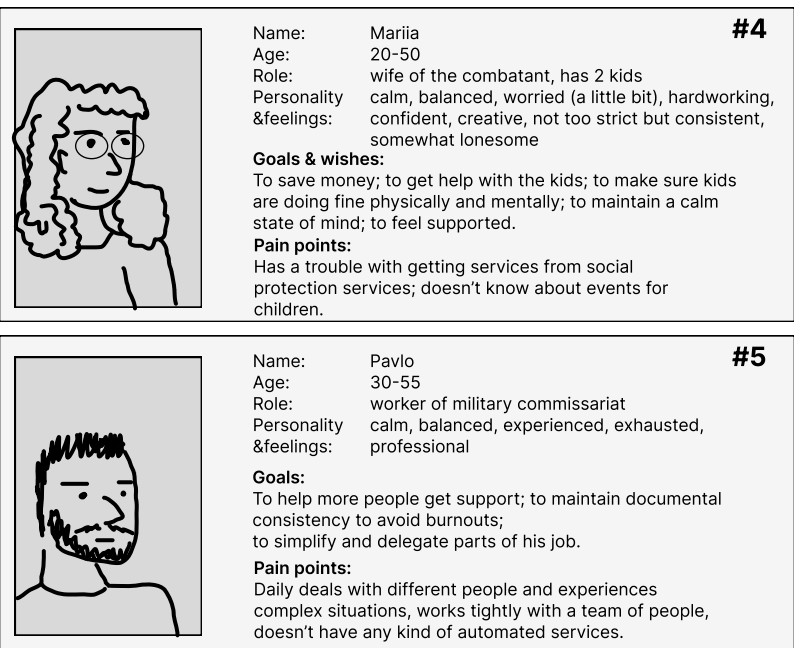 #4
Name: Mariia
Age: 20-50
Role: wife of the combatant, has 2 kids
Personality calm, balanced, worried (a little bit), hardworking,
&feelings: confident, creative, not too strict but consistent,
somewhat lonesome
Goals & wishes:
To save money; to get help with the kids; to make sure kids
are doing fine physically and mentally; to maintain a calm
state of mind; to feel supported.
Pain points:
Has a trouble with getting services from social
protection services; doesn't know about events for
children.
#5
Name: Pavlo
Age: 30-55
Role: worker of military commissariat
Personality calm, balanced, experienced, exhausted,
&feelings: professional
Goals:
To help more people get support; to maintain documental
consistency to avoid burnouts;
to simplify and delegate parts of his job.
Pain points:
Daily deals with different people and experiences
complex situations, works tightly with a team of people,
doesn't have any kind of automated services.